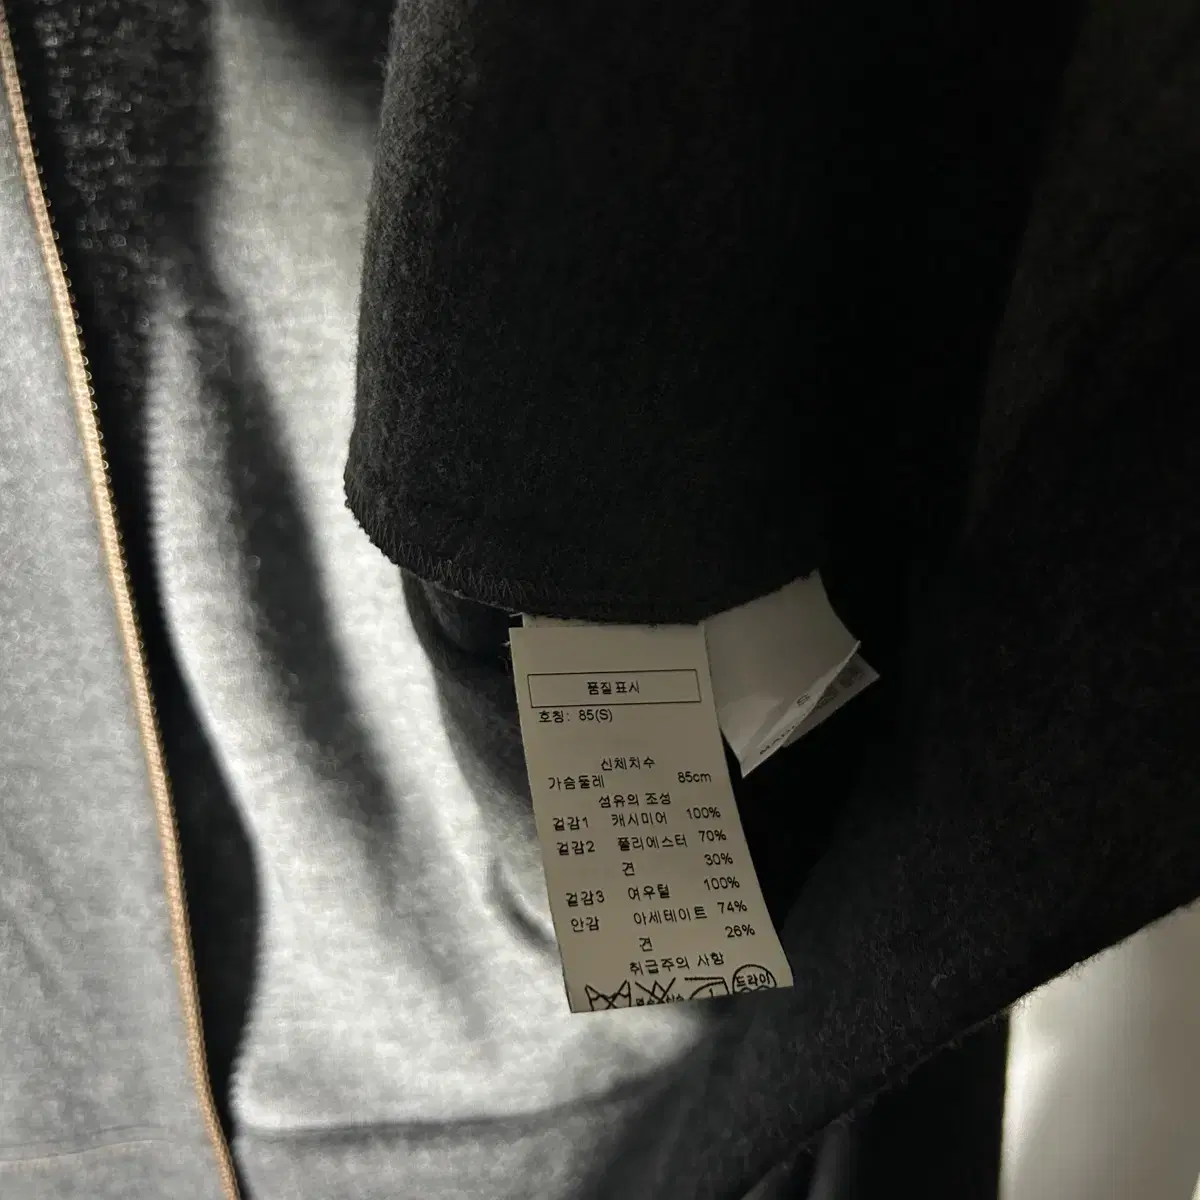 품질표시
호칭: 85(S)
신체치수
가슴둘레 85cm
섬유의 조성
겉감1 캐시미어 100%
겉감2 폴리에스터 70%
견 30%
겉감3 여우털 100%
안감 아세테이트 74%
견 26%
취급주의 사항
드라이
S